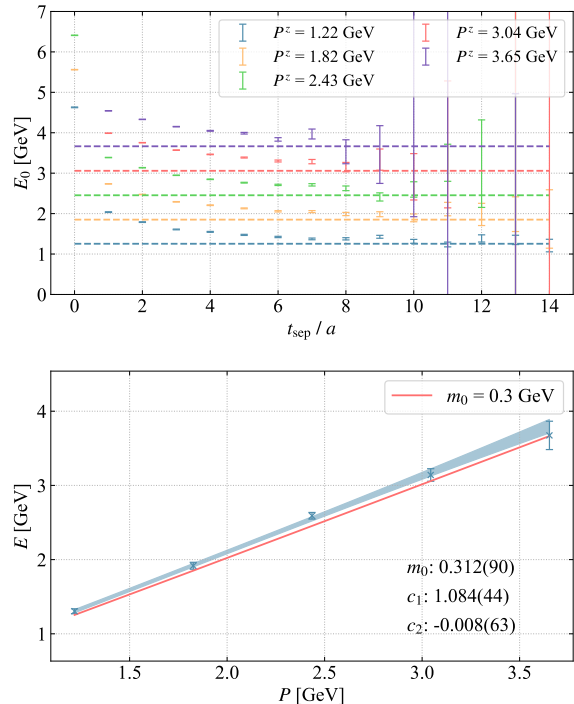 7
6
5
4
3
2
1
0
E₀ [GeV]
Pᶻ = 1.22 GeV
Pᶻ = 1.82 GeV
Pᶻ = 2.43 GeV
Pᶻ = 3.04 GeV
Pᶻ = 3.65 GeV
0 2 4 6 8 10 12 14
t_sep / a
4
3
2
1
E [GeV]
m₀ = 0.3 GeV
m₀: 0.312(90)
c₁: 1.084(44)
c₂: -0.008(63)
1.5 2.0 2.5 3.0 3.5
P [GeV]